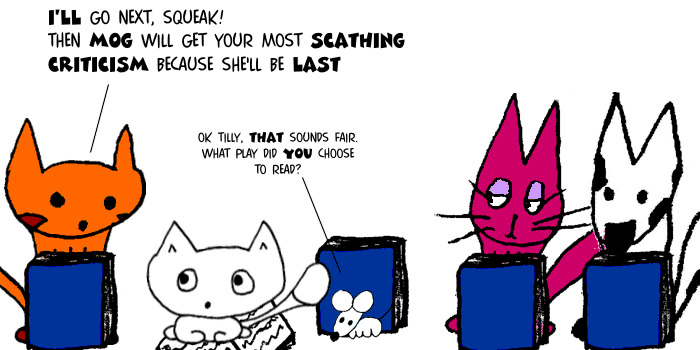 I'LL GO NEXT, SQUEAK!
THEN MOG WILL GET YOUR MOST SCATHING
CRITICISM BECAUSE SHE'LL BE LAST
OK TILLY, THAT SOUNDS FAIR.
WHAT PLAY DID YOU CHOOSE
TO READ?